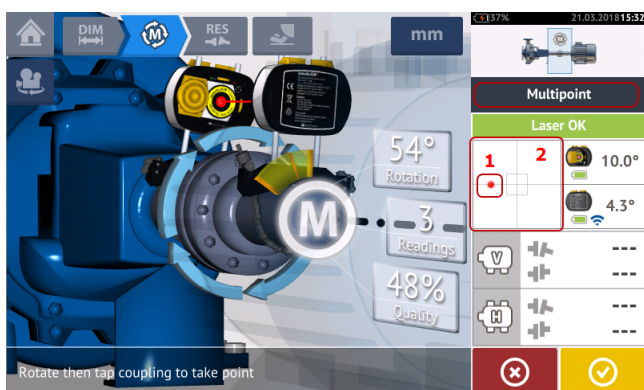 DIM
M
RES
mm
37%
21.03.2018 15:32
Multipoint
Laser OK
1
2
10.0°
4.3°
54°
Rotation
M
3
Readings
48%
Quality
V
---
---
H
---
---
Rotate then tap coupling to take point